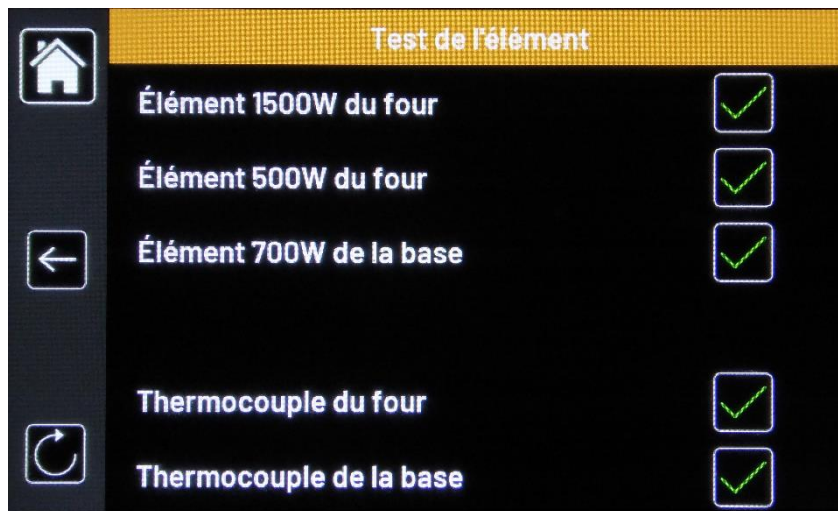 Test de l'élément
Élément 1500W du four
Élément 500W du four
Élément 700W de la base
Thermocouple du four
Thermocouple de la base